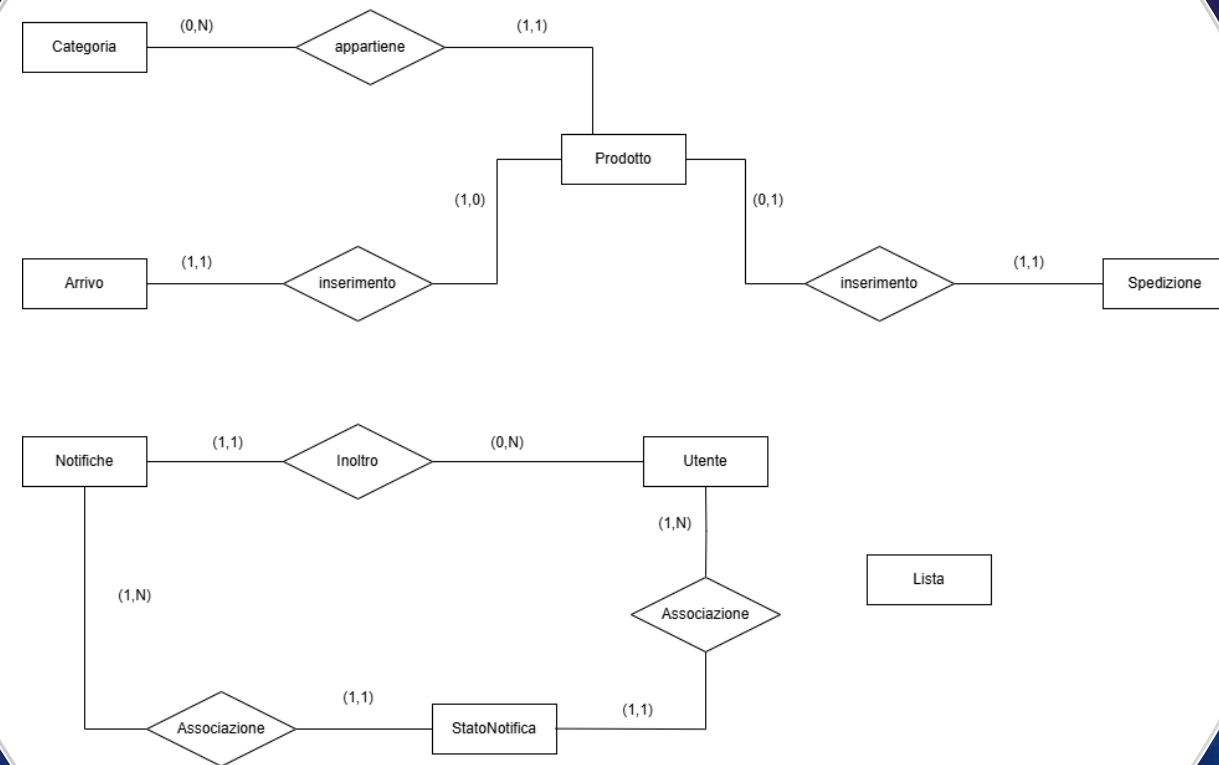 (0,N)
(1,1)
Categoria
appartiene
Prodotto
(1,0)
(0,1)
(1,1)
(1,1)
Arrivo
inserimento
inserimento
Spedizione
(1,1)
(0,N)
Notifiche
Inoltro
Utente
(1,N)
Lista
(1,N)
Associazione
(1,1)
(1,1)
Associazione
StatoNotifica